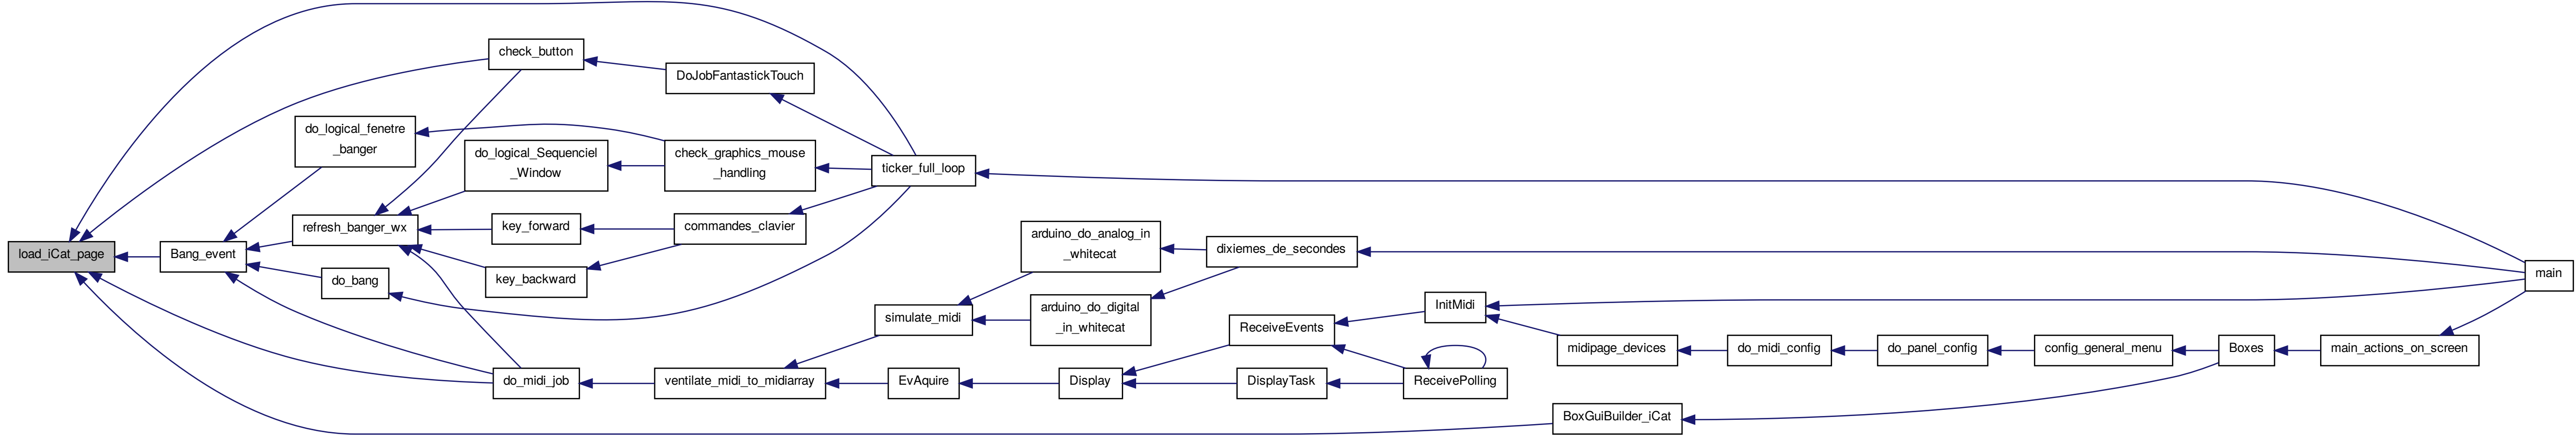 load_iCat_page
Bang_event
do_logical_fenetre
_banger
refresh_banger_wx
do_bang
check_button
do_logical_Sequenciel
_Window
key_forward
key_backward
do_midi_job
DoJobFantastickTouch
check_graphics_mouse
_handling
commandes_clavier
ventilate_midi_to_midiarray
ticker_full_loop
simulate_midi
EvAquire
arduino_do_analog_in
_whitecat
arduino_do_digital
_in_whitecat
Display
dixiemes_de_secondes
ReceiveEvents
DisplayTask
InitMidi
ReceivePolling
midipage_devices
BoxGuiBuilder_iCat
do_midi_config
do_panel_config
config_general_menu
Boxes
main_actions_on_screen
main